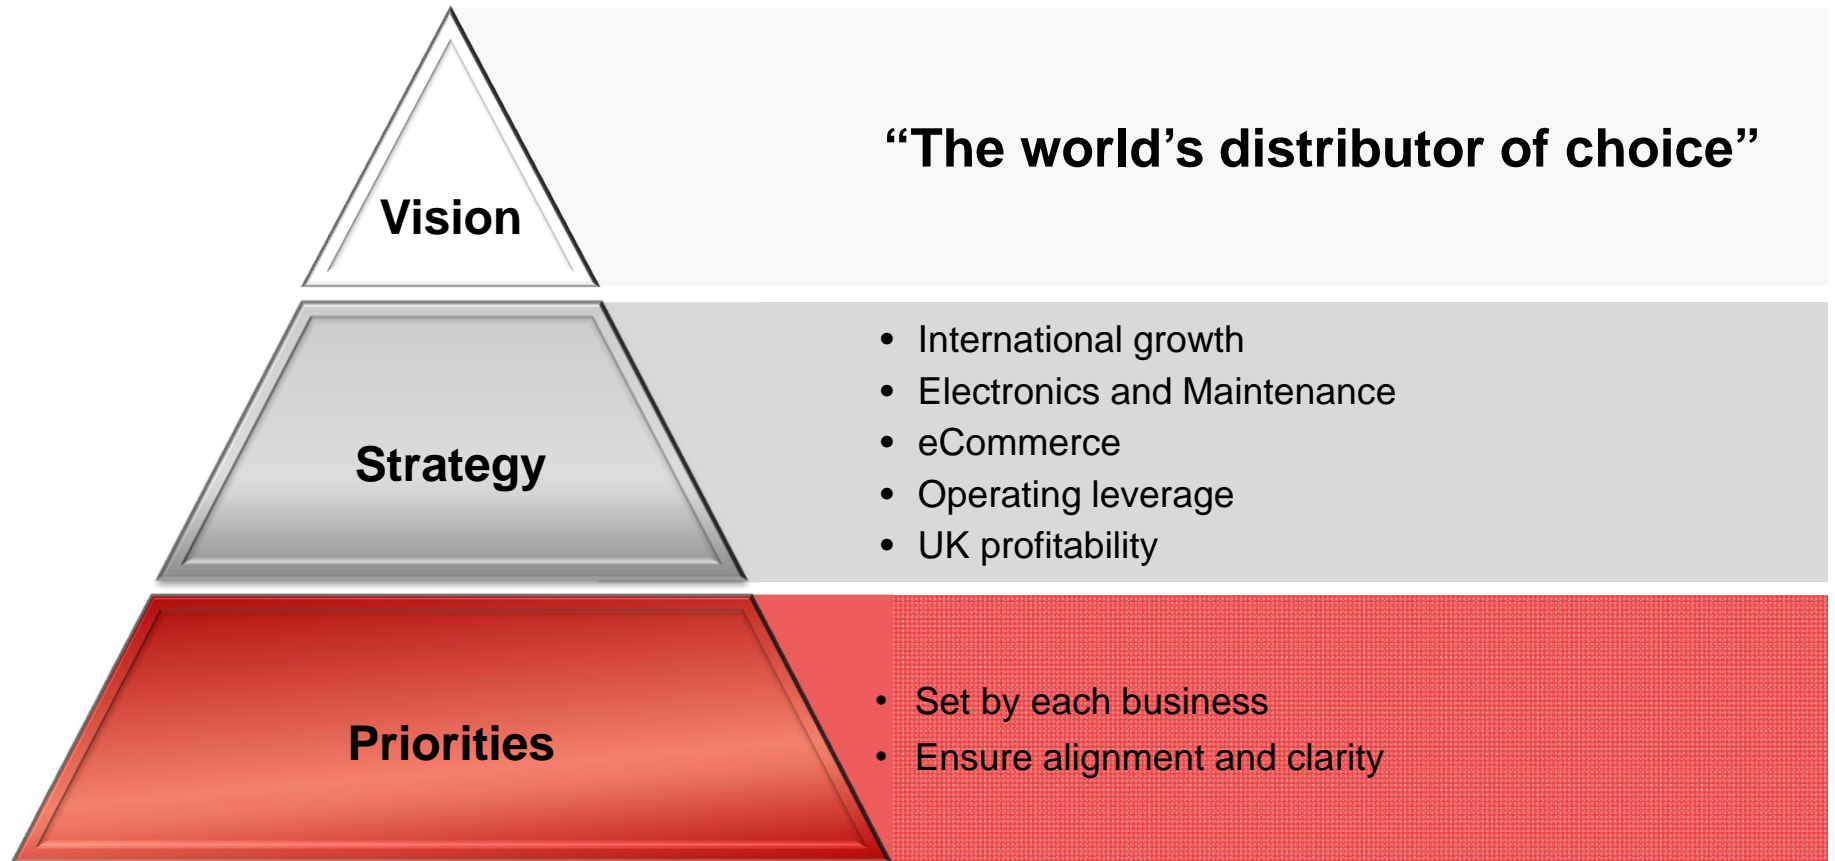 “The world’s distributor of choice”
Vision
• International growth
• Electronics and Maintenance
• eCommerce
• Operating leverage
• UK profitability
Strategy
• Set by each business
• Ensure alignment and clarity
Priorities